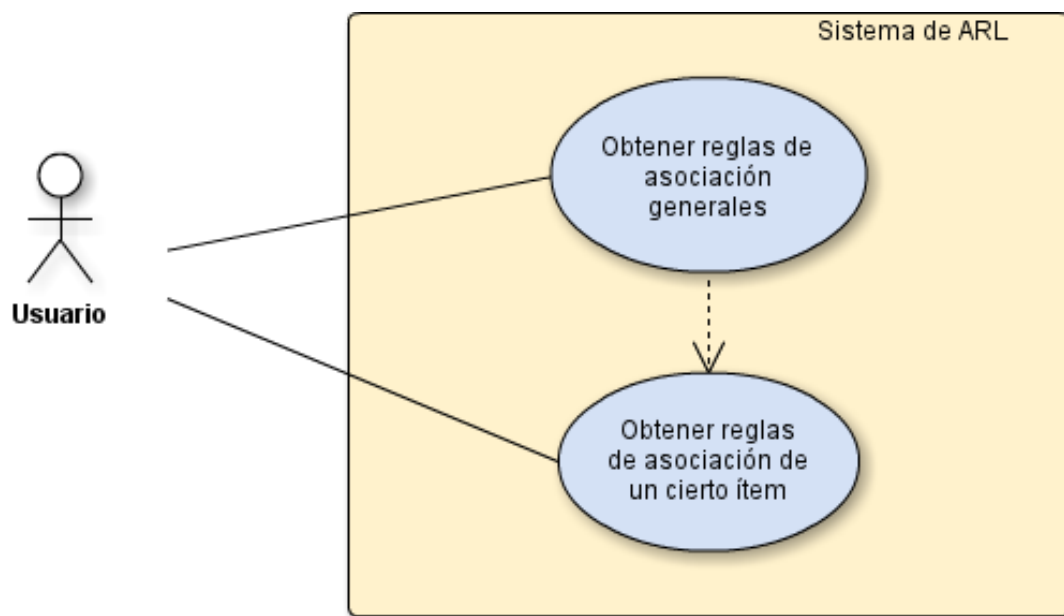 Sistema de ARL
Obtener reglas de
asociación
generales
Usuario
Obtener reglas
de asociación de
un cierto ítem